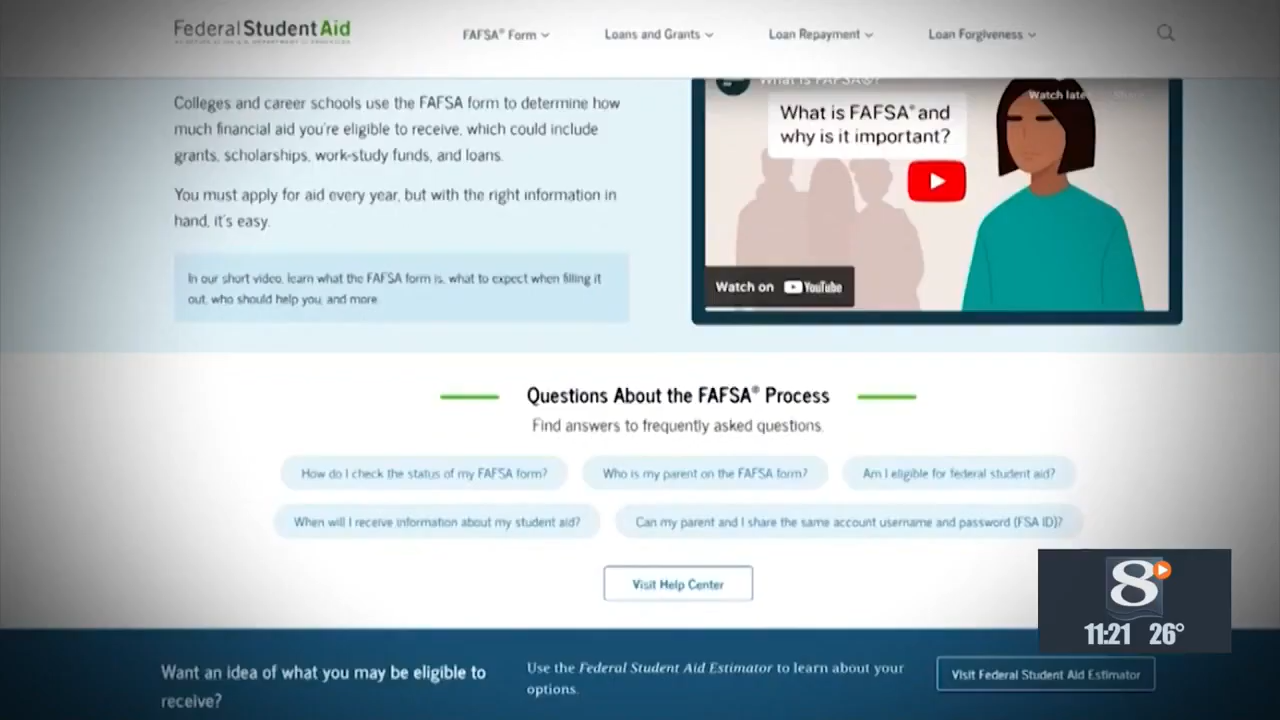 Federal Student Aid
FAFSA® Form
Loans and Grants
Loan Repayment
Loan Forgiveness
Colleges and career schools use the FAFSA form to determine how
much financial aid you're eligible to receive, which could include
grants, scholarships, work-study funds, and loans.
You must apply for aid every year, but with the right information in
hand, it's easy.
In our short video, learn what the FAFSA form is, what to expect when filling it
out, who should help you, and more
What is FAFSA®?
Watch late
Share
What is FAFSA® and
why is it important?
Watch on YouTube
Questions About the FAFSA® Process
Find answers to frequently asked questions.
How do I check the status of my FAFSA form?
Who is my parent on the FAFSA form?
Am I eligible for federal student aid?
When will I receive information about my student aid?
Can my parent and I share the same account username and password (FSA ID)?
Visit Help Center
8
11:21 26°
Want an idea of what you may be eligible to
receive?
Use the Federal Student Aid Estimator to learn about your
options.
Visit Federal Student Aid Estimator